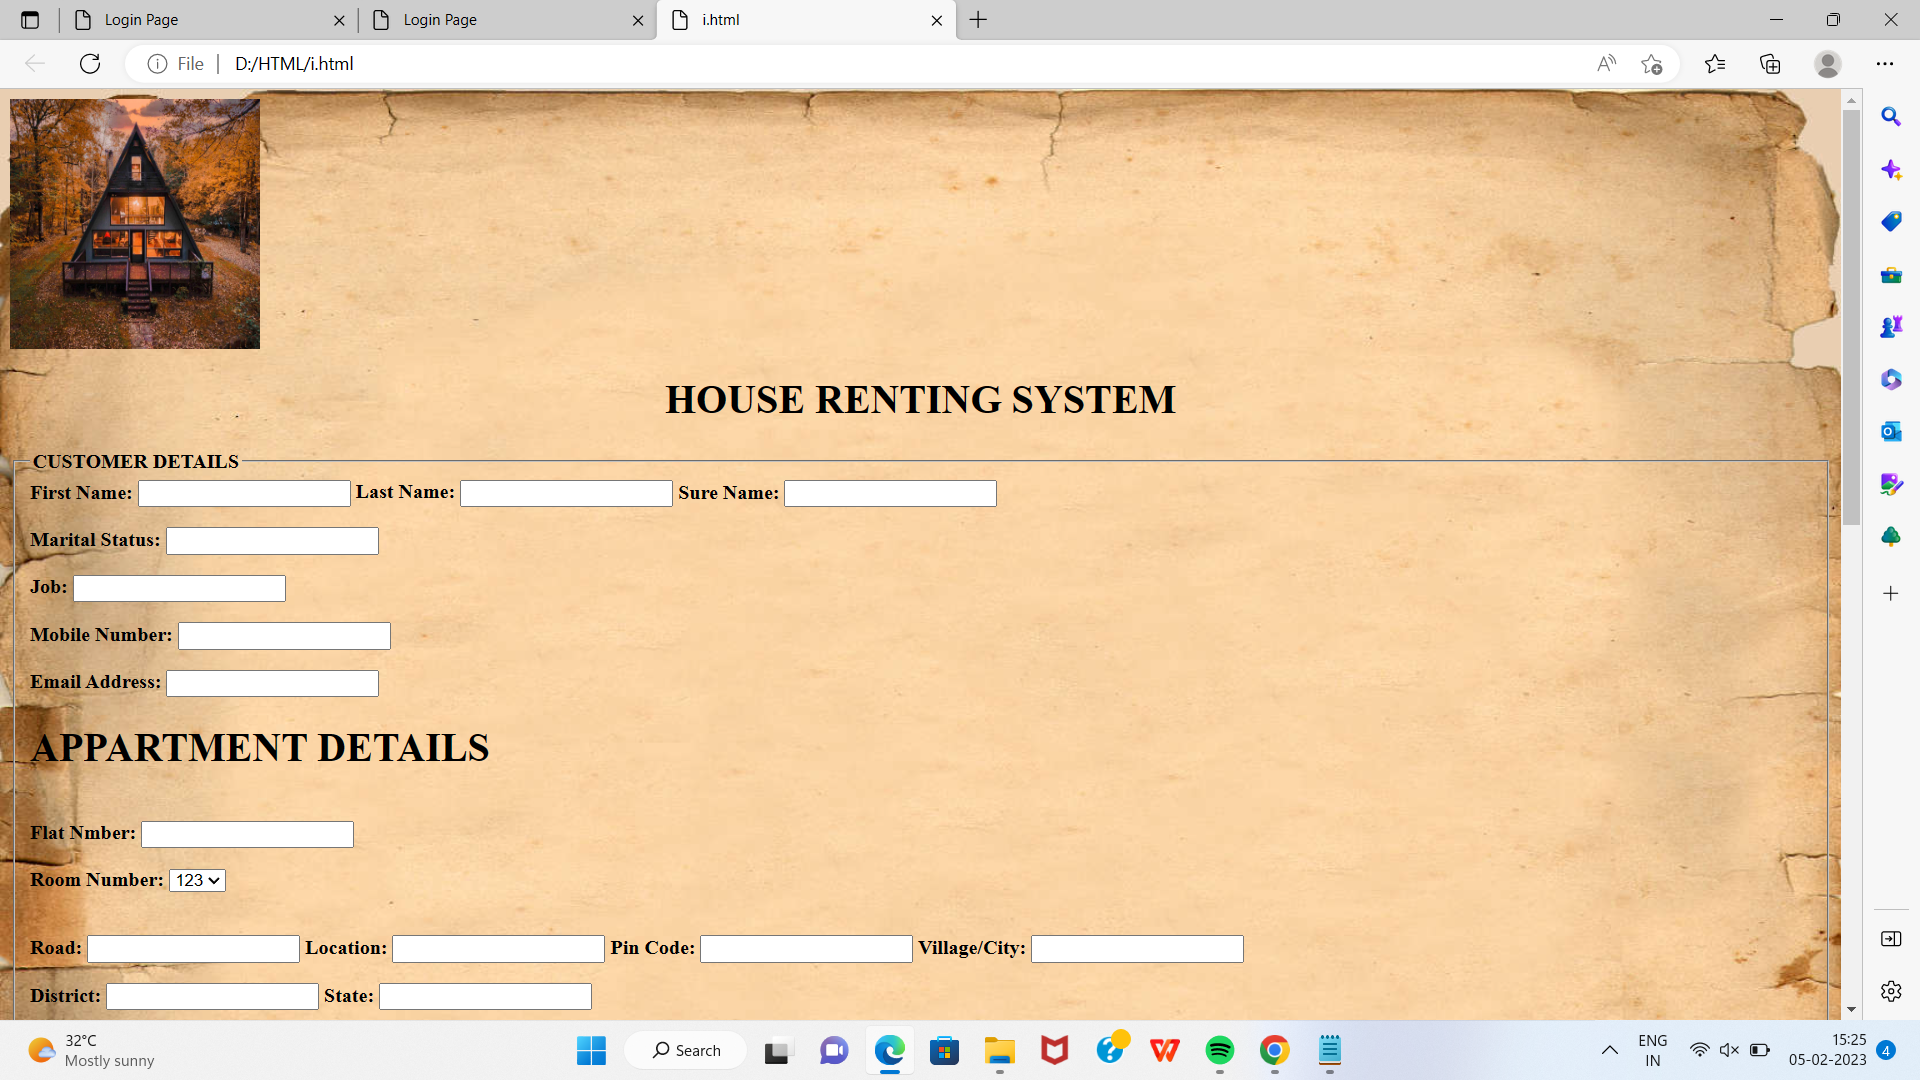 Login Page
Login Page
i.html
File
D:/HTML/i.html
HOUSE RENTING SYSTEM
CUSTOMER DETAILS
First Name: Last Name: Sure Name:
Marital Status:
Job:
Mobile Number:
Email Address:
APPARTMENT DETAILS
Flat Nmber:
Room Number: 123
Road: Location: Pin Code: Village/City:
District: State:
32°C
Mostly sunny
Search
ENG
IN
15:25
05-02-2023
4